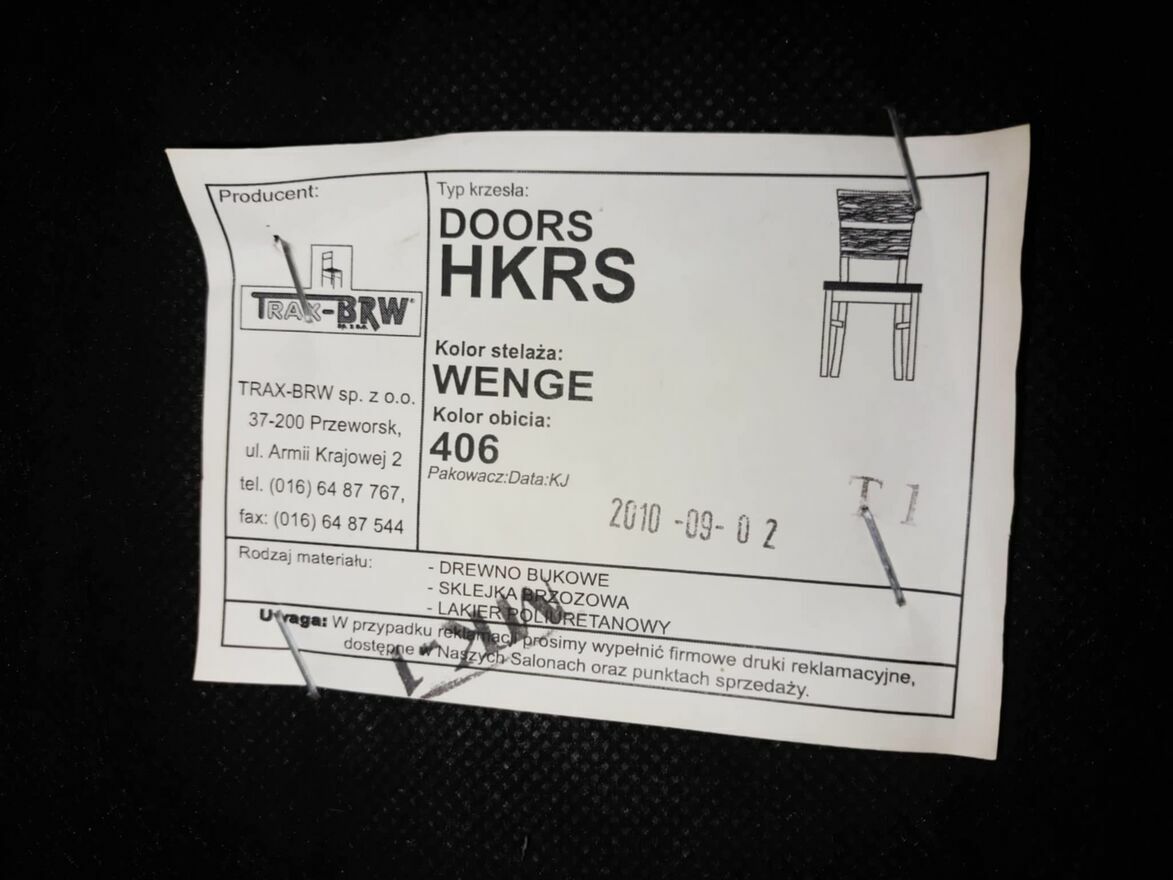 Producent:
TRAX-BRW
sp. z o.o.
TRAX-BRW sp. z o.o.
37-200 Przeworsk,
ul. Armii Krajowej 2
tel. (016) 64 87 767,
fax: (016) 64 87 544
Typ krzesła:
DOORS
HKRS
Kolor stelaża:
WENGE
Kolor obicia:
406
Pakowacz:Data:KJ
2010 -09- 0 2
T 1
Rodzaj materiału:
- DREWNO BUKOWE
- SKLEJKA BRZOZOWA
- LAKIER POLIURETANOWY
Uwaga: W przypadku reklamacji prosimy wypełnić firmowe druki reklamacyjne,
dostępne w Naszych Salonach oraz punktach sprzedaży.